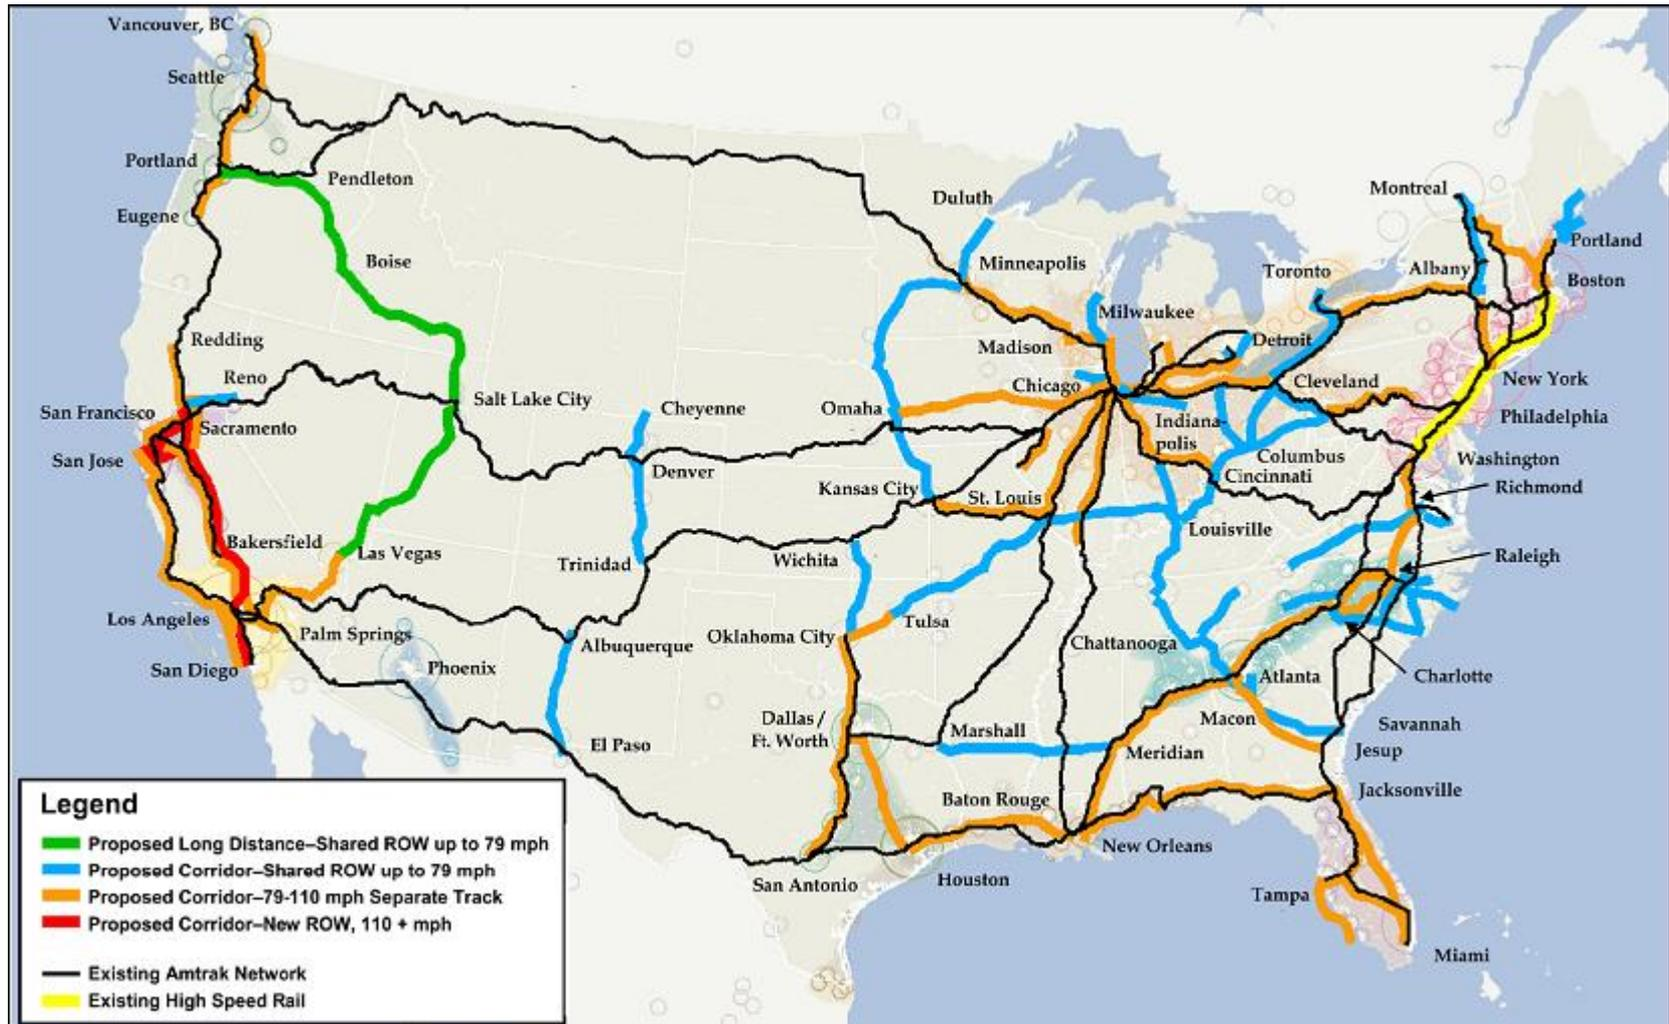 Vancouver, BC
Seattle
Portland
Pendleton
Eugene
Boise
Redding
Reno
Salt Lake City
San Francisco
Sacramento
San Jose
Bakersfield
Las Vegas
Los Angeles
Palm Springs
San Diego
Phoenix
Cheyenne
Denver
Trinidad
Albuquerque
El Paso
Duluth
Minneapolis
Milwaukee
Madison
Chicago
Omaha
Kansas City
St. Louis
Wichita
Oklahoma City
Tulsa
Dallas /
Ft. Worth
Marshall
Baton Rouge
San Antonio
Houston
New Orleans
Meridian
Montreal
Portland
Toronto
Albany
Boston
Detroit
Cleveland
New York
Philadelphia
Indiana-
polis
Columbus
Cincinnati
Washington
Richmond
Louisville
Raleigh
Chattanooga
Atlanta
Charlotte
Macon
Savannah
Jesup
Jacksonville
Tampa
Miami
Legend
Proposed Long Distance–Shared ROW up to 79 mph
Proposed Corridor–Shared ROW up to 79 mph
Proposed Corridor–79-110 mph Separate Track
Proposed Corridor–New ROW, 110 + mph
Existing Amtrak Network
Existing High Speed Rail